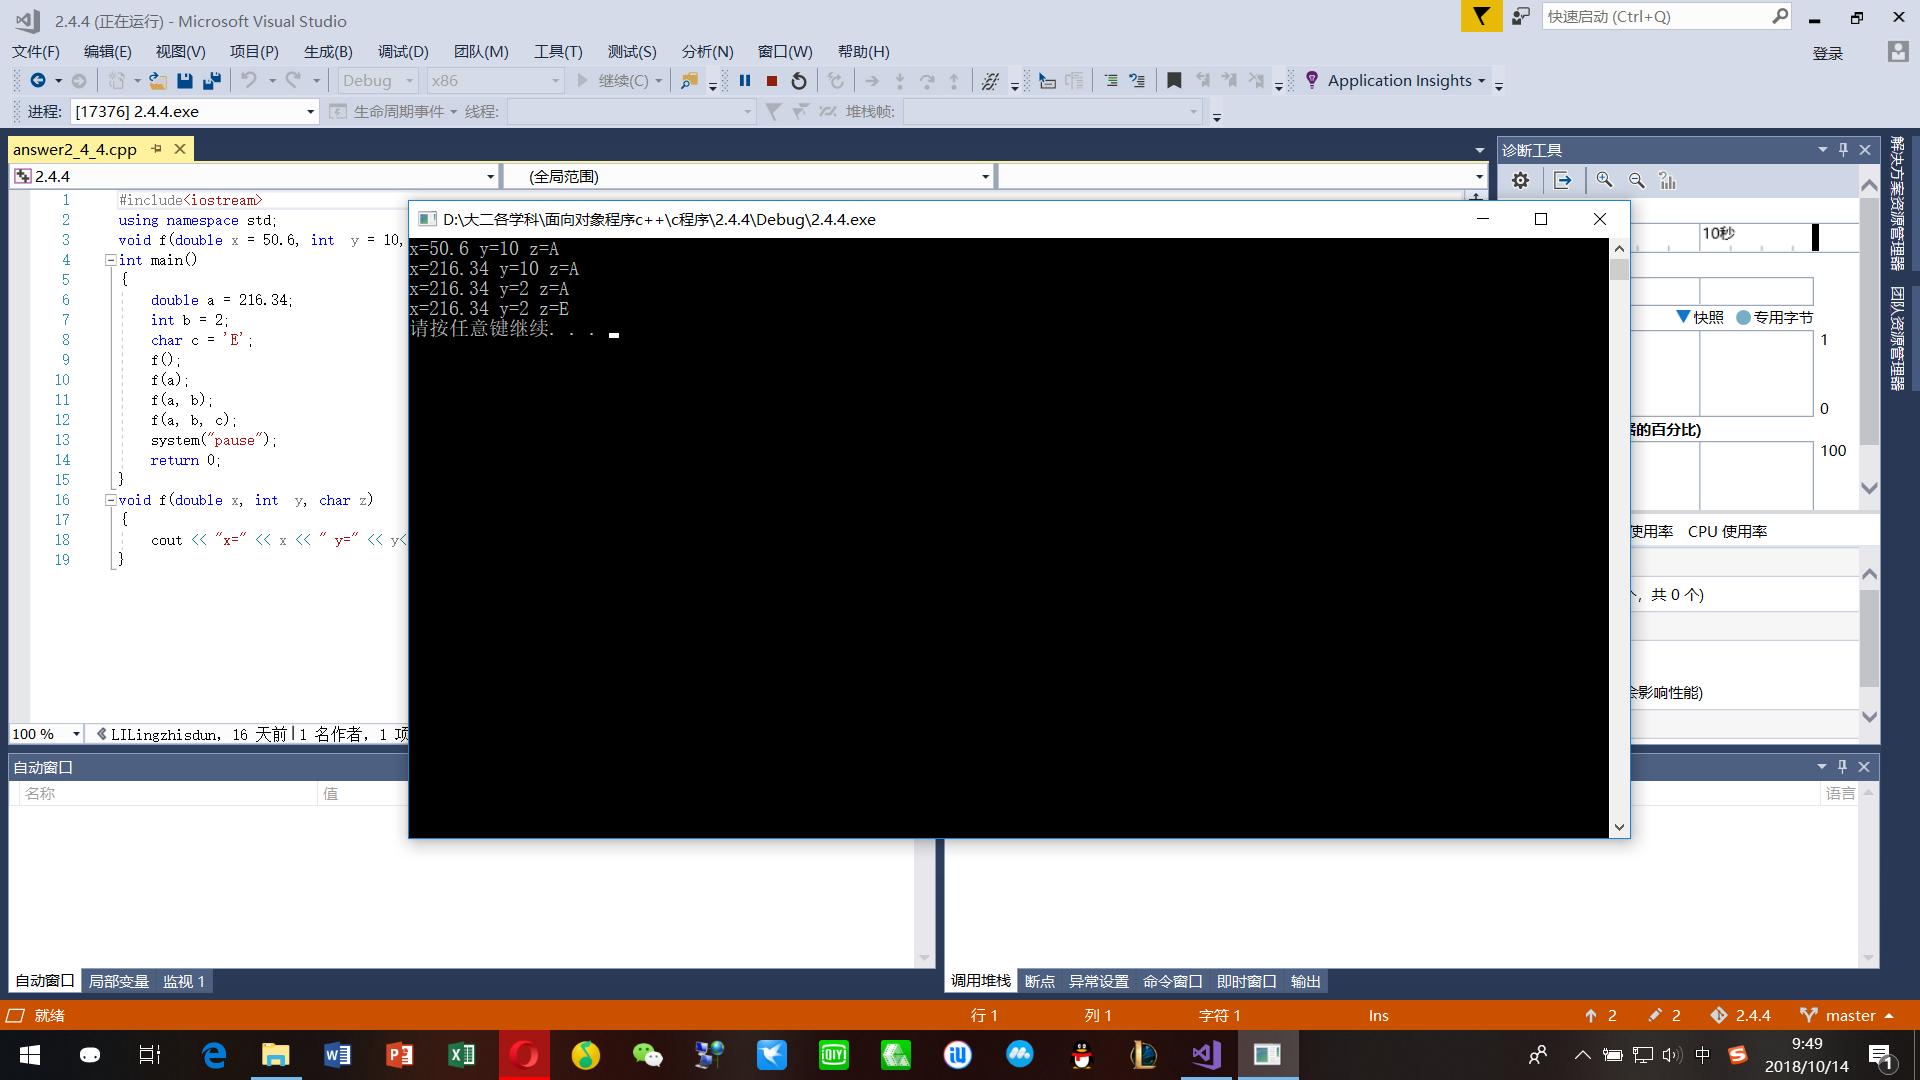 2.4.4 (正在运行) - Microsoft Visual Studio
快速启动 (Ctrl+Q)
文件(F) 编辑(E) 视图(V) 项目(P) 生成(B) 调试(D) 团队(M) 工具(T) 测试(S) 分析(N) 窗口(W) 帮助(H)
登录
Debug x86 继续(C) Application Insights
进程: [17376] 2.4.4.exe 生命周期事件 线程: 堆栈帧:
answer2_4_4.cpp
2.4.4 (全局范围)
1 #include<iostream>
2 using namespace std;
3 void f(double x = 50.6, int  y = 10,
4 int main()
5 {
6 double a = 216.34;
7 int b = 2;
8 char c = 'E';
9 f();
10 f(a);
11 f(a, b);
12 f(a, b, c);
13 system("pause");
14 return 0;
15 }
16 void f(double x, int  y, char z)
17 {
18 cout << "x=" << x << " y=" << y<
19 }
100 % LILingzhisdun, 16 天前|1 名作者, 1 项
D:\大二各学科\面向对象程序c++\c程序\2.4.4\Debug\2.4.4.exe
x=50.6 y=10 z=A
x=216.34 y=10 z=A
x=216.34 y=2 z=A
x=216.34 y=2 z=E
请按任意键继续. . .
诊断工具
10秒
快照 专用字节
1
0
的百分比)
100
使用率 CPU 使用率
, 共 0 个)
影响性能)
解决方案资源管理器
团队资源管理器
自动窗口
名称 值
语言
自动窗口 局部变量 监视 1
调用堆栈 断点 异常设置 命令窗口 即时窗口 输出
就绪 行 1 列 1 字符 1 Ins 2 2 2.4.4 master
中
9:49
2018/10/14
1